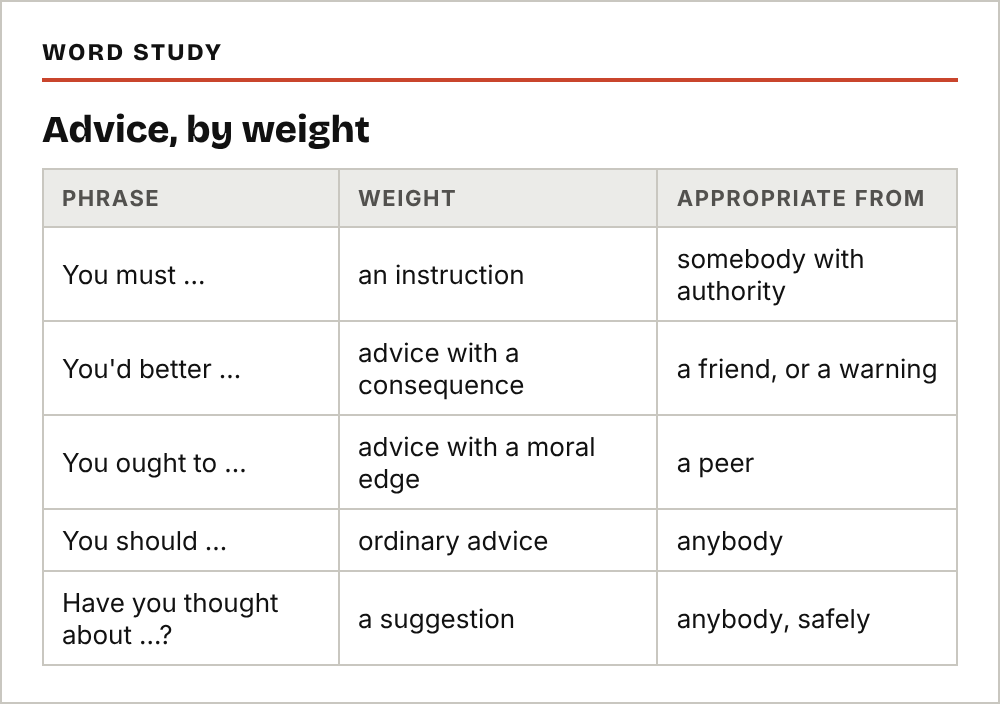 WORD STUDY
Advice, by weight
PHRASE
WEIGHT
APPROPRIATE FROM
You must ...
an instruction
somebody with
authority
You'd better ...
advice with a
consequence
a friend, or a warning
You ought to ...
advice with a moral
edge
a peer
You should ...
ordinary advice
anybody
Have you thought
about ...?
a suggestion
anybody, safely